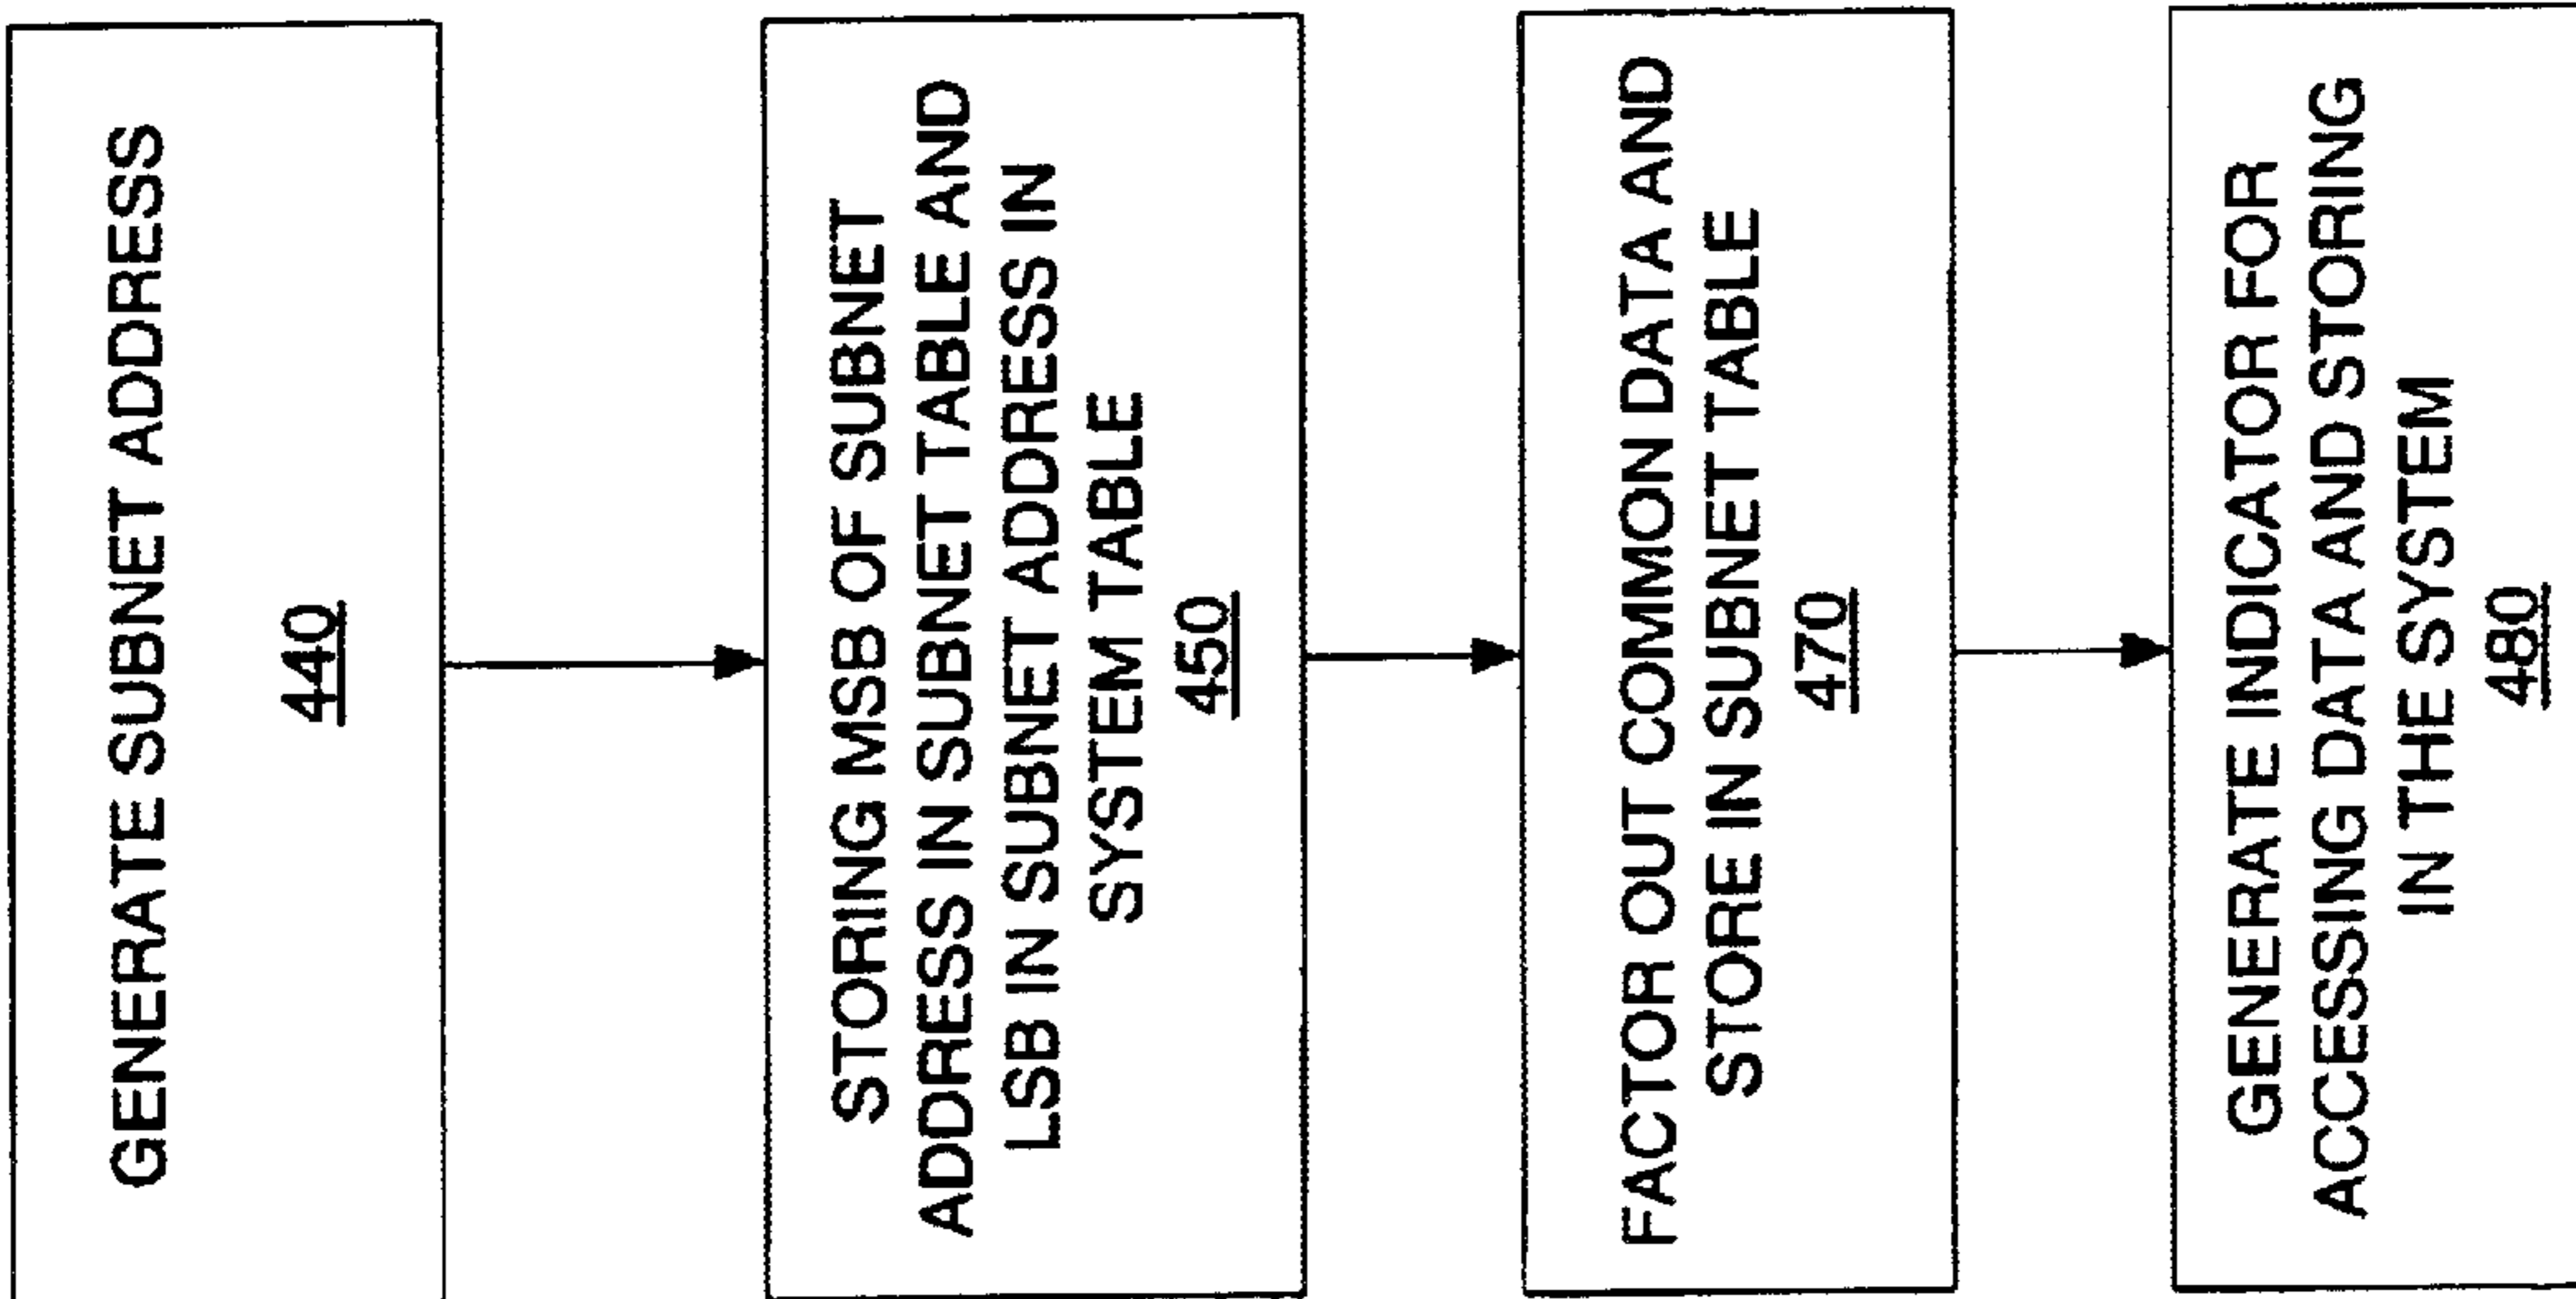 GENERATE SUBNET ADDRESS
440
STORING MSB OF SUBNET
ADDRESS IN SUBNET TABLE AND
LSB IN SUBNET ADDRESS IN
SYSTEM TABLE
450
FACTOR OUT COMMON DATA AND
STORE IN SUBNET TABLE
470
GENERATE INDICATOR FOR
ACCESSING DATA AND STORING
IN THE SYSTEM
480